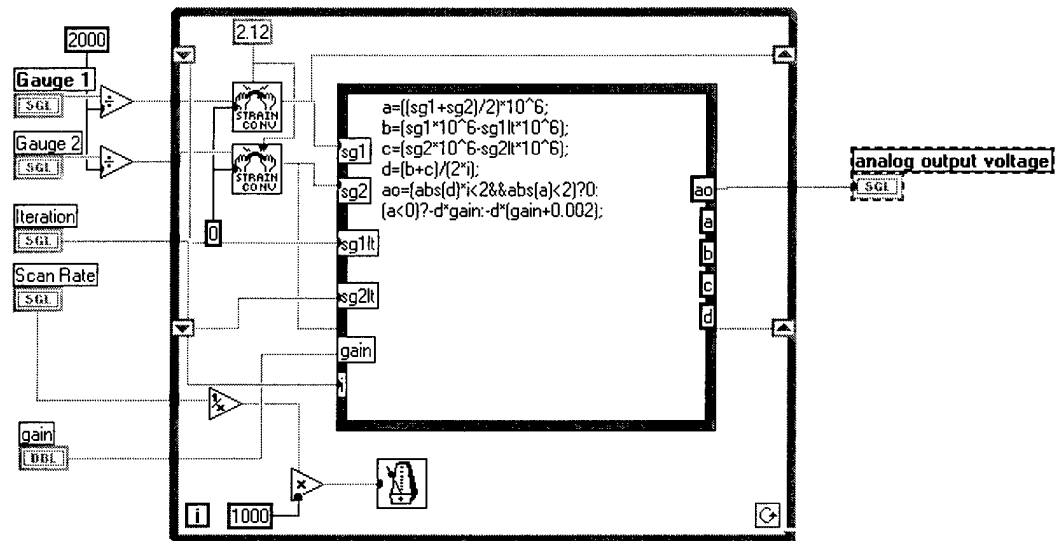 2000
2.12
Gauge 1
SGL
÷
STRAIN
CONV
Gauge 2
SGL
÷
STRAIN
CONV
0
Iteration
SGL
Scan Rate
SGL
gain
DBL
a=((sg1+sg2)/2)*10^6;
b=(sg1*10^6-sg1lt*10^6);
c=(sg2*10^6-sg2lt*10^6);
d=(b+c)/(2*i);
ao=(abs(d)*i<2&&abs(a)<2)?0:
(a<0)?-d*gain:-d*(gain+0.002);
sg1
sg2
sg1lt
sg2lt
gain
i
ao
a
b
c
d
analog output voltage
SGL
1/x
x
1000
i